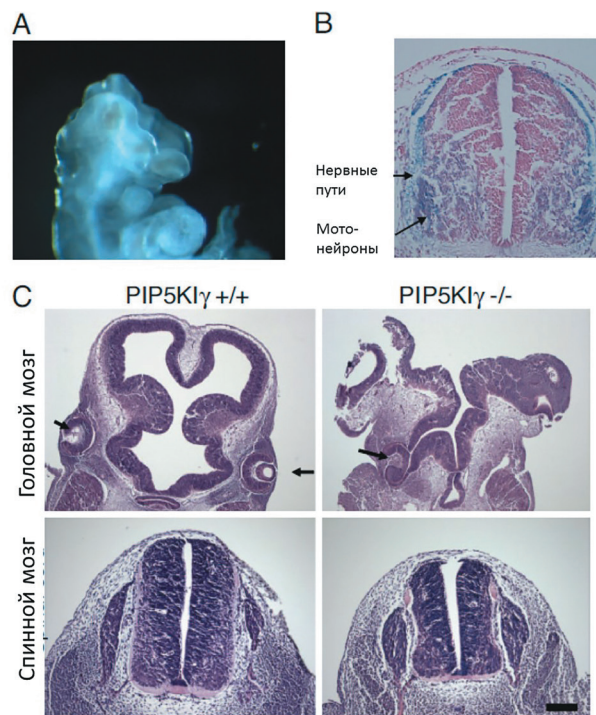 A
B
Нервные
пути
Мото-
нейроны
C
PIP5KIγ +/+
PIP5KIγ -/-
Головной мозг
Спинной мозг